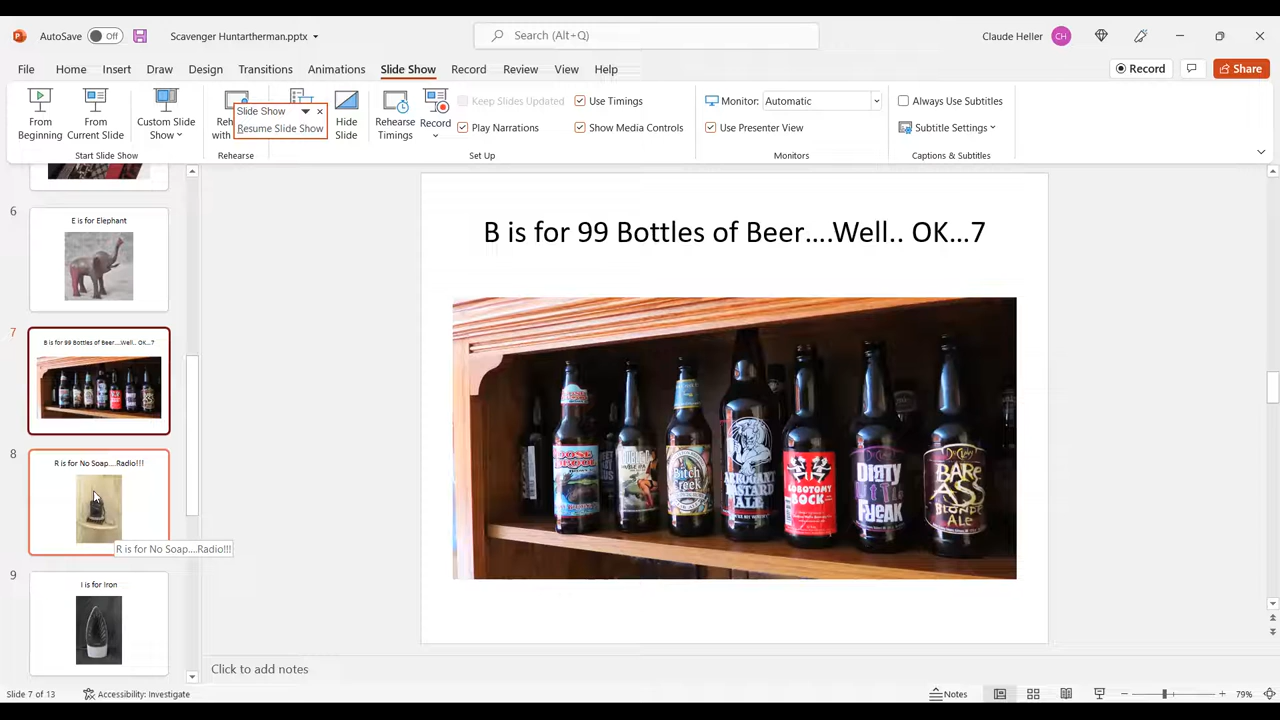 AutoSave Off Scavenger Huntartherman.pptx Search (Alt+Q) Claude Heller CH
File Home Insert Draw Design Transitions Animations Slide Show Record Review View Help Record Share
From Beginning
From Current Slide
Custom Slide Show
Slide Show
Resume Slide Show
Hide Slide
Rehearse Timings
Record
Keep Slides Updated
Play Narrations
Use Timings
Show Media Controls
Monitor: Automatic
Use Presenter View
Always Use Subtitles
Subtitle Settings
Start Slide Show Rehearse Set Up Monitors Captions & Subtitles
6
E is for Elephant
7
B is for 99 Bottles of Beer....Well.. OK...7
8
R is for No Soap....Radio!!!
R is for No Soap....Radio!!!
9
I is for Iron
B is for 99 Bottles of Beer....Well.. OK...7
Bitch Creek
ARROGANT BASTARD ALE
LOBOTOMY BOCK
DIRTY FREAK
BARE ASS BLONDE ALE
Click to add notes
Slide 7 of 13 Accessibility: Investigate Notes 79%